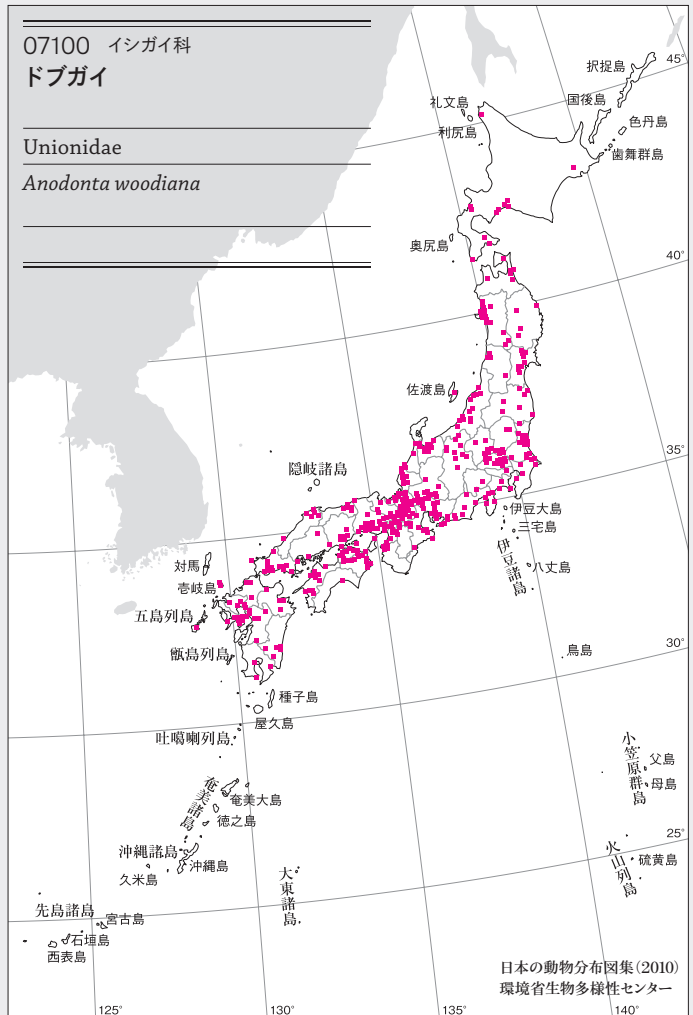 07100 イシガイ科
ドブガイ
Unionidae
Anodonta woodiana
択捉島
45°
礼文島
国後島
色丹島
利尻島
歯舞群島
奥尻島
40°
佐渡島
35°
隠岐諸島
伊豆大島
三宅島
伊豆諸島
八丈島
対馬
壱岐島
五島列島
甑島列島
鳥島
30°
種子島
屋久島
吐噶喇列島
小笠原群島
父島
母島
奄美諸島
奄美大島
徳之島
25°
沖縄諸島
沖縄島
久米島
火山列島
硫黄島
大東諸島
先島諸島
宮古島
石垣島
西表島
日本の動物分布図集(2010)
環境省生物多様性センター
125°
130°
135°
140°